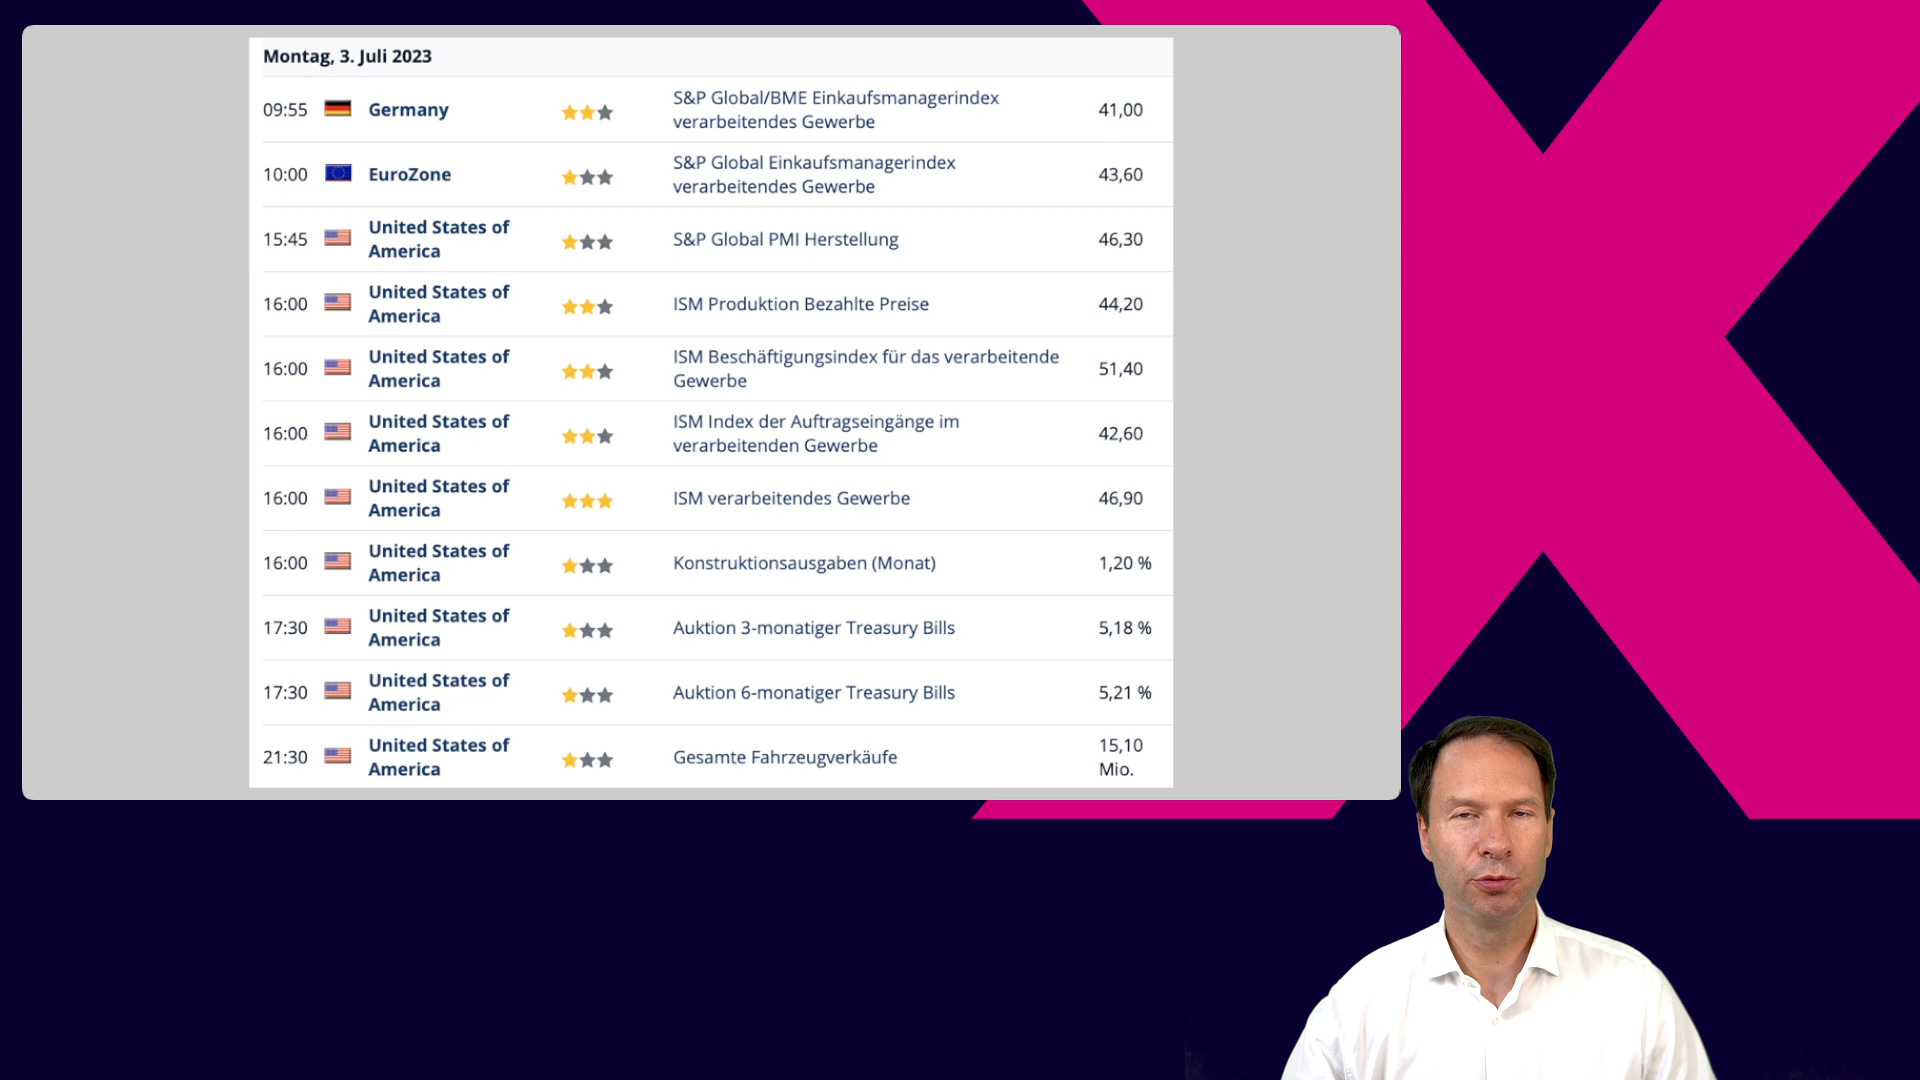 Montag, 3. Juli 2023
09:55 Germany S&P Global/BME Einkaufsmanagerindex verarbeitendes Gewerbe 41,00
10:00 EuroZone S&P Global Einkaufsmanagerindex verarbeitendes Gewerbe 43,60
15:45 United States of America S&P Global PMI Herstellung 46,30
16:00 United States of America ISM Produktion Bezahlte Preise 44,20
16:00 United States of America ISM Beschäftigungsindex für das verarbeitende Gewerbe 51,40
16:00 United States of America ISM Index der Auftragseingänge im verarbeitenden Gewerbe 42,60
16:00 United States of America ISM verarbeitendes Gewerbe 46,90
16:00 United States of America Konstruktionsausgaben (Monat) 1,20 %
17:30 United States of America Auktion 3-monatiger Treasury Bills 5,18 %
17:30 United States of America Auktion 6-monatiger Treasury Bills 5,21 %
21:30 United States of America Gesamte Fahrzeugverkäufe 15,10 Mio.